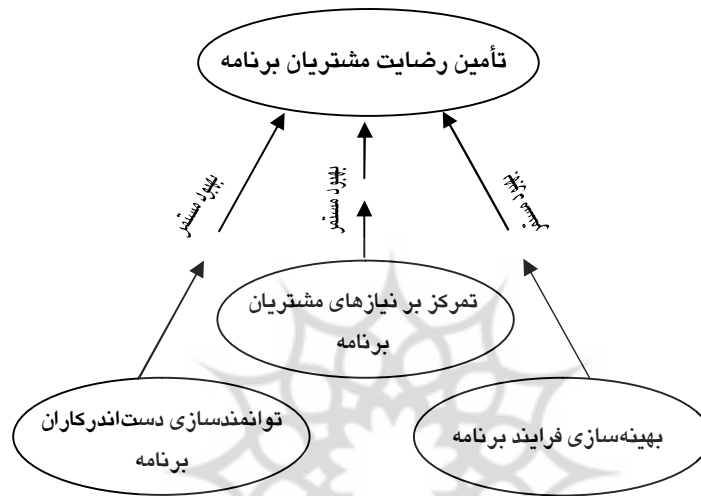 تأمین رضایت مشتریان برنامه
بهبود مستمر
بهبود مستمر
بهبود مستمر
تمرکز بر نیازهای مشتریان
برنامه
بهینه‌سازی فرایند برنامه
توانمندسازی دست‌اندرکاران
برنامه